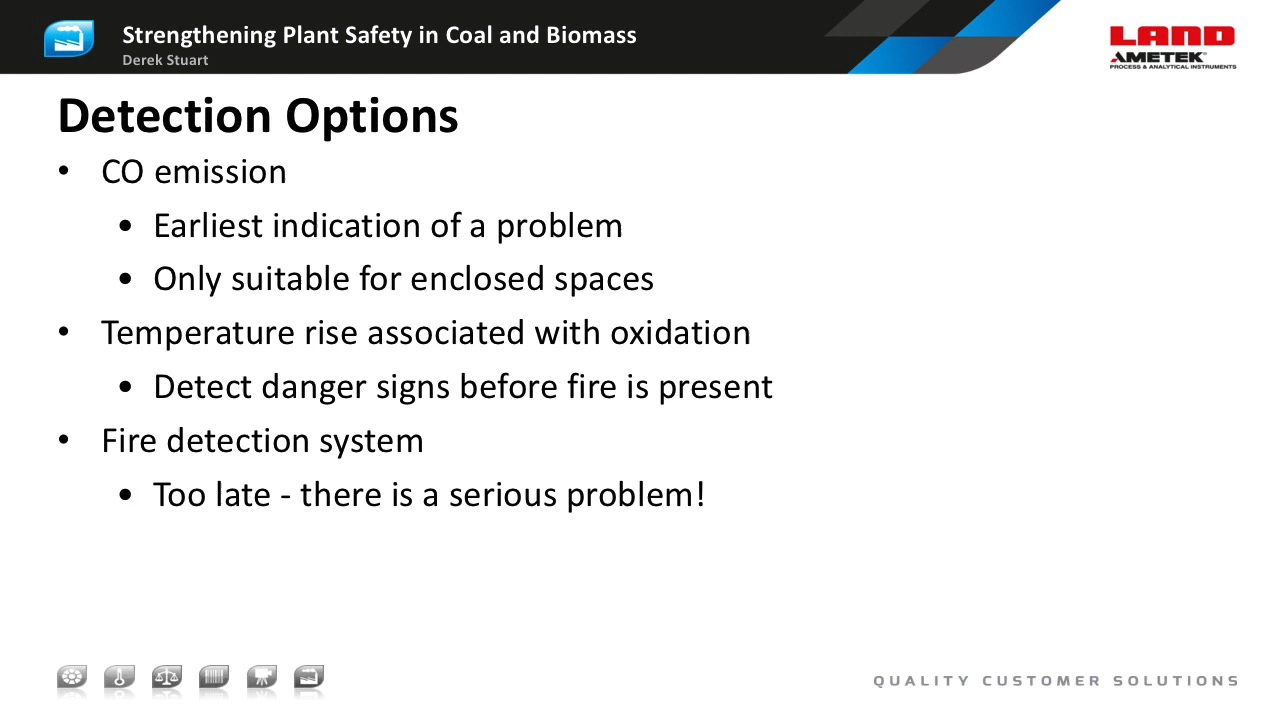 Strengthening Plant Safety in Coal and Biomass
Derek Stuart
LAND
AMETEK®
PROCESS & ANALYTICAL INSTRUMENTS
Detection Options
• CO emission
• Earliest indication of a problem
• Only suitable for enclosed spaces
• Temperature rise associated with oxidation
• Detect danger signs before fire is present
• Fire detection system
• Too late - there is a serious problem!
QUALITY CUSTOMER SOLUTIONS